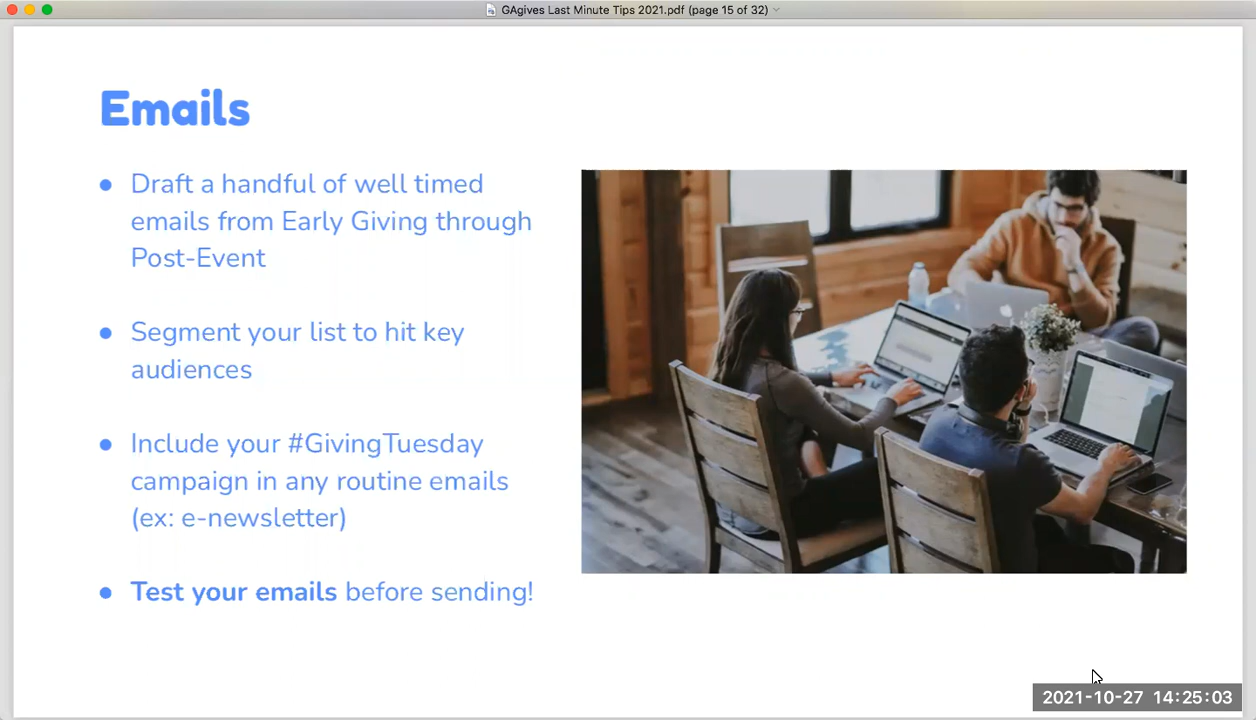 GAgives Last Minute Tips 2021.pdf (page 15 of 32)
Emails
● Draft a handful of well timed
emails from Early Giving through
Post-Event
● Segment your list to hit key
audiences
● Include your #GivingTuesday
campaign in any routine emails
(ex: e-newsletter)
● Test your emails before sending!
2021-10-27 14:25:03